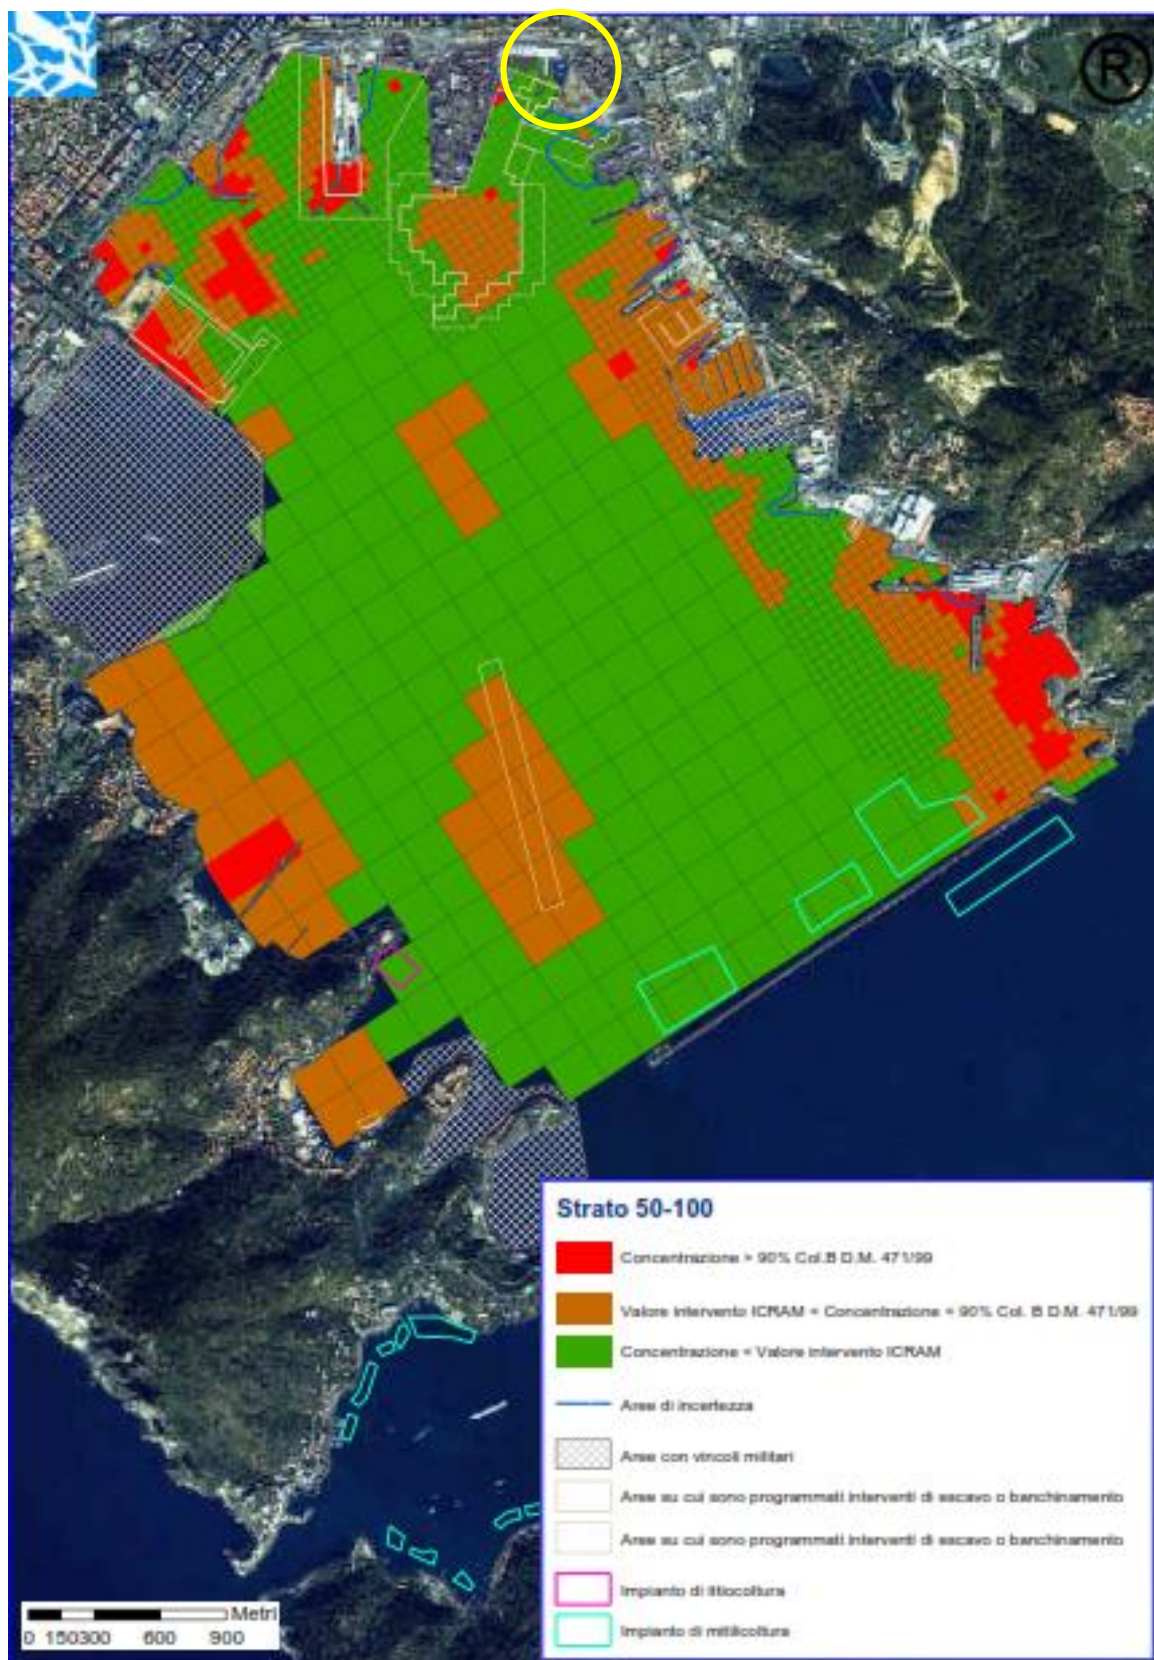 R
Strato 50-100
Concentrazione > 90% Col.B D.M. 471/99
Valore intervento ICRAM < Concentrazione < 90% Col. B D.M. 471/99
Concentrazione < Valore intervento ICRAM
Aree di incertezza
Aree con vincoli militari
Aree su cui sono programmati interventi di escavo o banchinamento
Aree su cui sono programmati interventi di escavo o banchinamento
Impianto di ittiocoltura
Impianto di mitilicoltura
Metri
0 150300 600 900